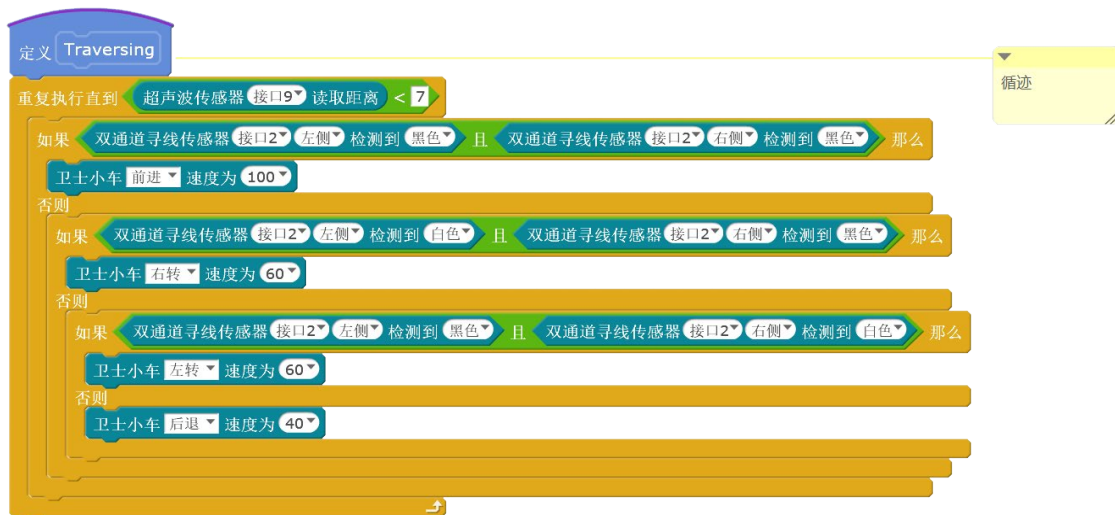 定义 Traversing
循迹
重复执行直到 超声波传感器 接口9 读取距离 < 7
如果 双通道寻线传感器 接口2 左侧 检测到 黑色 且 双通道寻线传感器 接口2 右侧 检测到 黑色 那么
卫士小车 前进 速度为 100
否则
如果 双通道寻线传感器 接口2 左侧 检测到 白色 且 双通道寻线传感器 接口2 右侧 检测到 黑色 那么
卫士小车 右转 速度为 60
否则
如果 双通道寻线传感器 接口2 左侧 检测到 黑色 且 双通道寻线传感器 接口2 右侧 检测到 白色 那么
卫士小车 左转 速度为 60
否则
卫士小车 后退 速度为 40